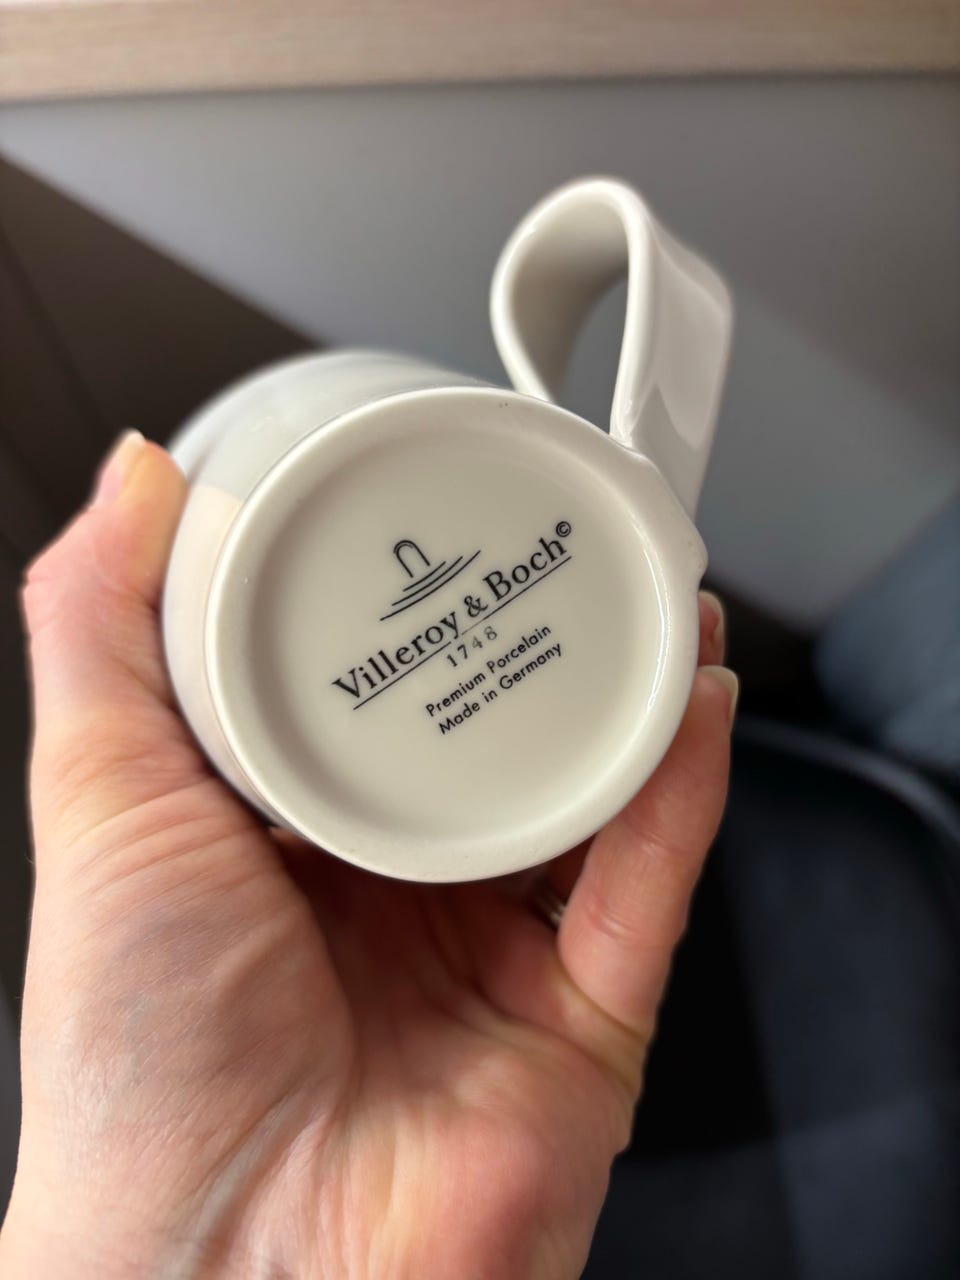 Villeroy & Boch©
1748
Premium Porcelain
Made in Germany